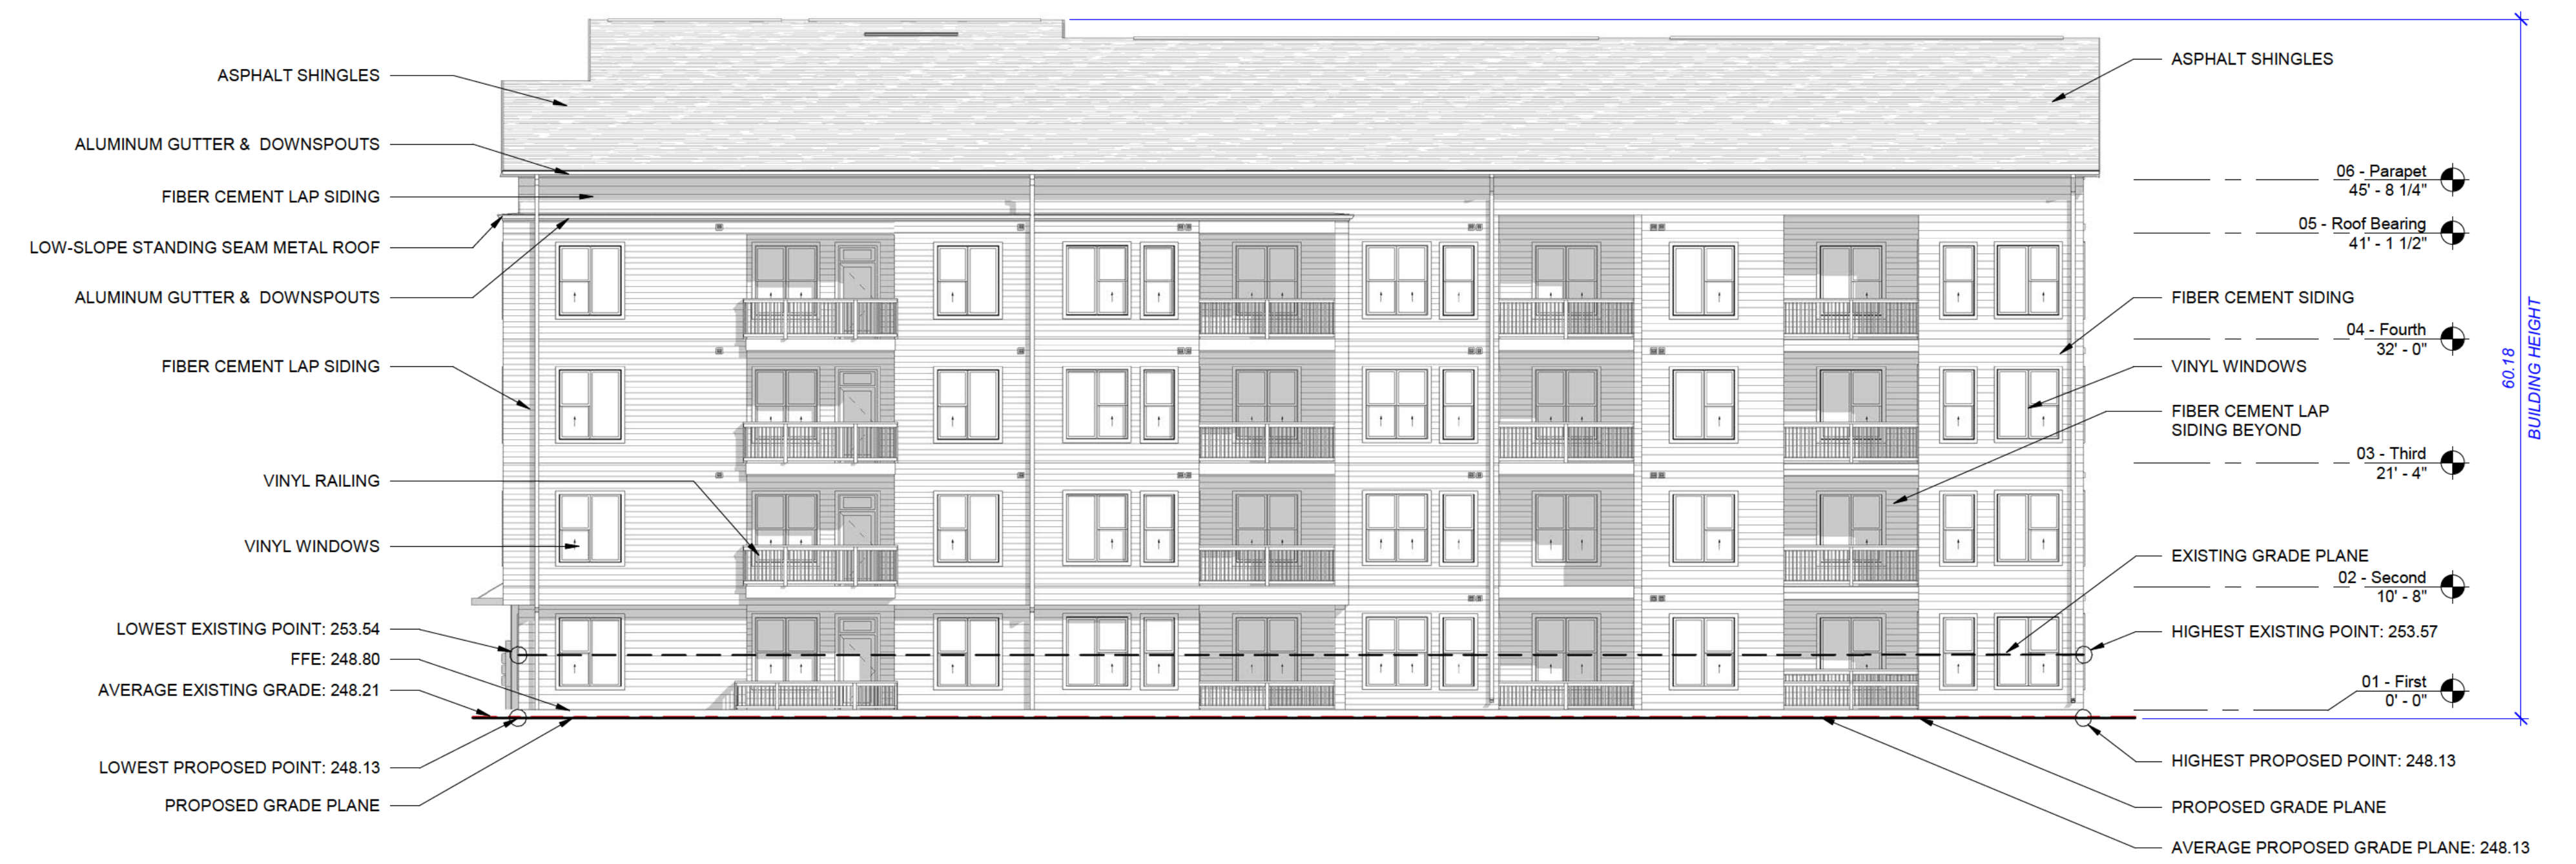 ASPHALT SHINGLES
ALUMINUM GUTTER & DOWNSPOUTS
FIBER CEMENT LAP SIDING
LOW-SLOPE STANDING SEAM METAL ROOF
ALUMINUM GUTTER & DOWNSPOUTS
FIBER CEMENT LAP SIDING
VINYL RAILING
VINYL WINDOWS
LOWEST EXISTING POINT: 253.54
FFE: 248.80
AVERAGE EXISTING GRADE: 248.21
LOWEST PROPOSED POINT: 248.13
PROPOSED GRADE PLANE
ASPHALT SHINGLES
06 - Parapet
45' - 8 1/4"
05 - Roof Bearing
41' - 1 1/2"
FIBER CEMENT SIDING
04 - Fourth
32' - 0"
VINYL WINDOWS
FIBER CEMENT LAP
SIDING BEYOND
03 - Third
21' - 4"
EXISTING GRADE PLANE
02 - Second
10' - 8"
HIGHEST EXISTING POINT: 253.57
01 - First
0' - 0"
HIGHEST PROPOSED POINT: 248.13
PROPOSED GRADE PLANE
AVERAGE PROPOSED GRADE PLANE: 248.13
60.18
BUILDING HEIGHT